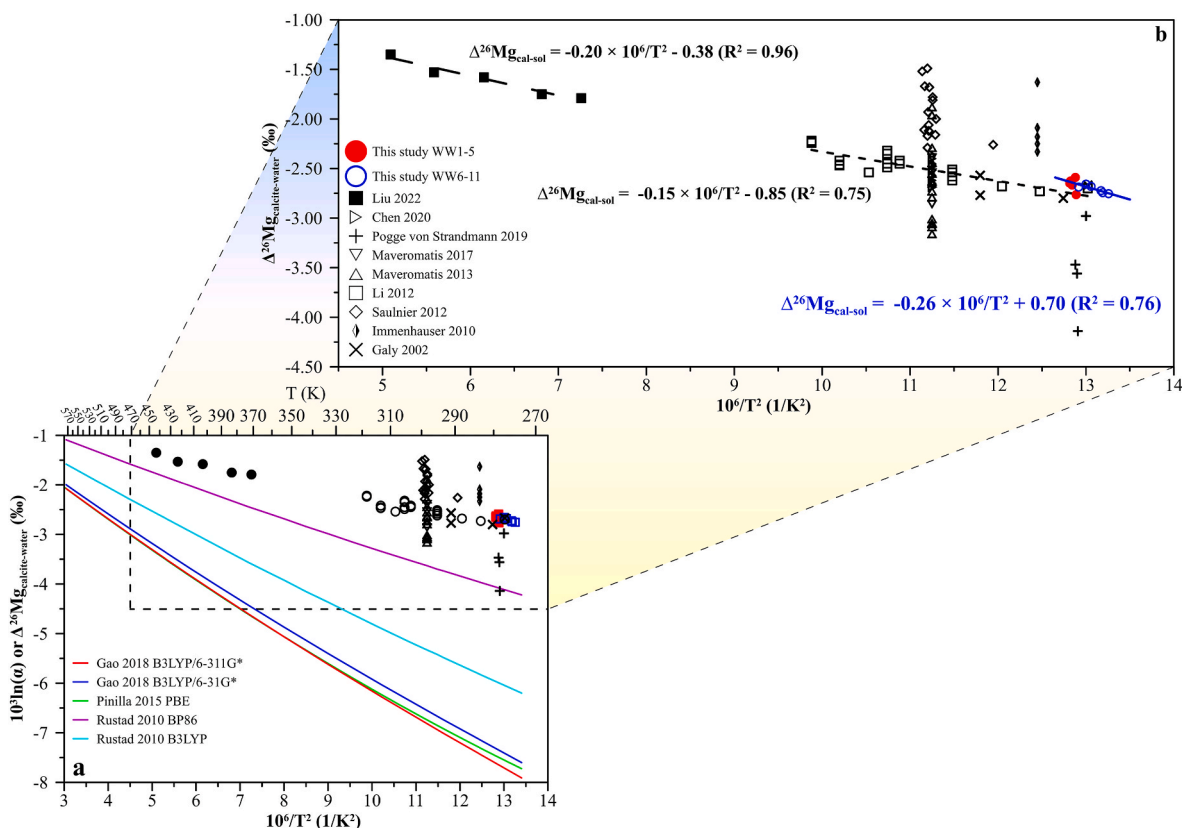 b
Δ²⁶Mg_cal-sol = -0.20 × 10⁶/T² - 0.38 (R² = 0.96)
Δ²⁶Mg_cal-sol = -0.15 × 10⁶/T² - 0.85 (R² = 0.75)
Δ²⁶Mg_cal-sol = -0.26 × 10⁶/T² + 0.70 (R² = 0.76)
This study WW1-5
This study WW6-11
Liu 2022
Chen 2020
Pogge von Strandmann 2019
Maveromatis 2017
Maveromatis 2013
Li 2012
Saulnier 2012
Immenhauser 2010
Galy 2002
Δ²⁶Mg_calcite-water (‰)
-1.00
-1.50
-2.00
-2.50
-3.00
-3.50
-4.00
-4.50
5 6 7 8 9 10 11 12 13 14
10⁶/T² (1/K²)
T (K)
570 550 530 510 490 470 450 430 410 390 370 350 320 303 290 270
10³ln(α) or Δ²⁶Mg_calcite-water (‰)
-1
-2
-3
-4
-5
-6
-7
-8
Gao 2018 B3LYP/6-311G*
Gao 2018 B3LYP/6-31G*
Pinilla 2015 PBE
Rustad 2010 BP86
Rustad 2010 B3LYP
a
3 4 5 6 7 8 9 10 11 12 13 14
10⁶/T² (1/K²)